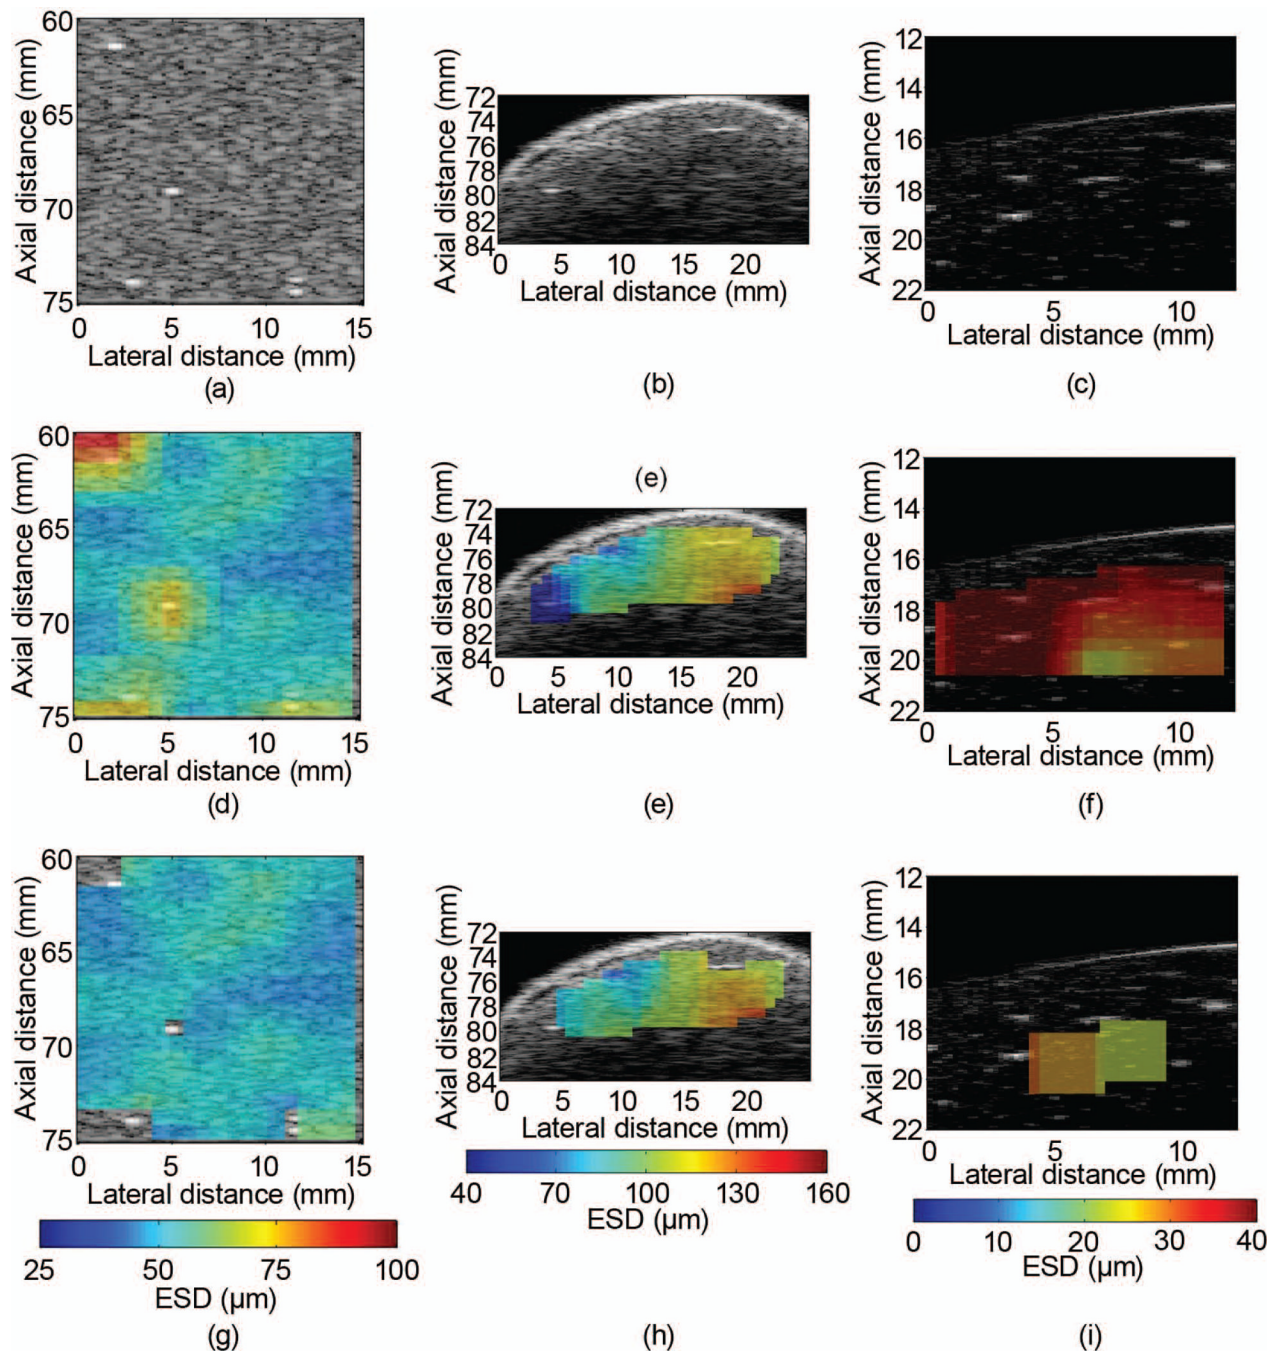 60
65
70
75
Axial distance (mm)
0 5 10 15
Lateral distance (mm)
(a)
72
74
76
78
80
82
84
Axial distance (mm)
0 5 10 15 20
Lateral distance (mm)
(b)
12
14
16
18
20
22
Axial distance (mm)
0 5 10
Lateral distance (mm)
(c)
60
65
70
75
Axial distance (mm)
0 5 10 15
Lateral distance (mm)
(d)
(e)
72
74
76
78
80
82
84
Axial distance (mm)
0 5 10 15 20
Lateral distance (mm)
(e)
12
14
16
18
20
22
Axial distance (mm)
0 5 10
Lateral distance (mm)
(f)
60
65
70
75
Axial distance (mm)
0 5 10 15
Lateral distance (mm)
25 50 75 100
ESD (µm)
(g)
72
74
76
78
80
82
84
Axial distance (mm)
0 5 10 15 20
Lateral distance (mm)
40 70 100 130 160
ESD (µm)
(h)
12
14
16
18
20
22
Axial distance (mm)
0 5 10
Lateral distance (mm)
0 10 20 30 40
ESD (µm)
(i)